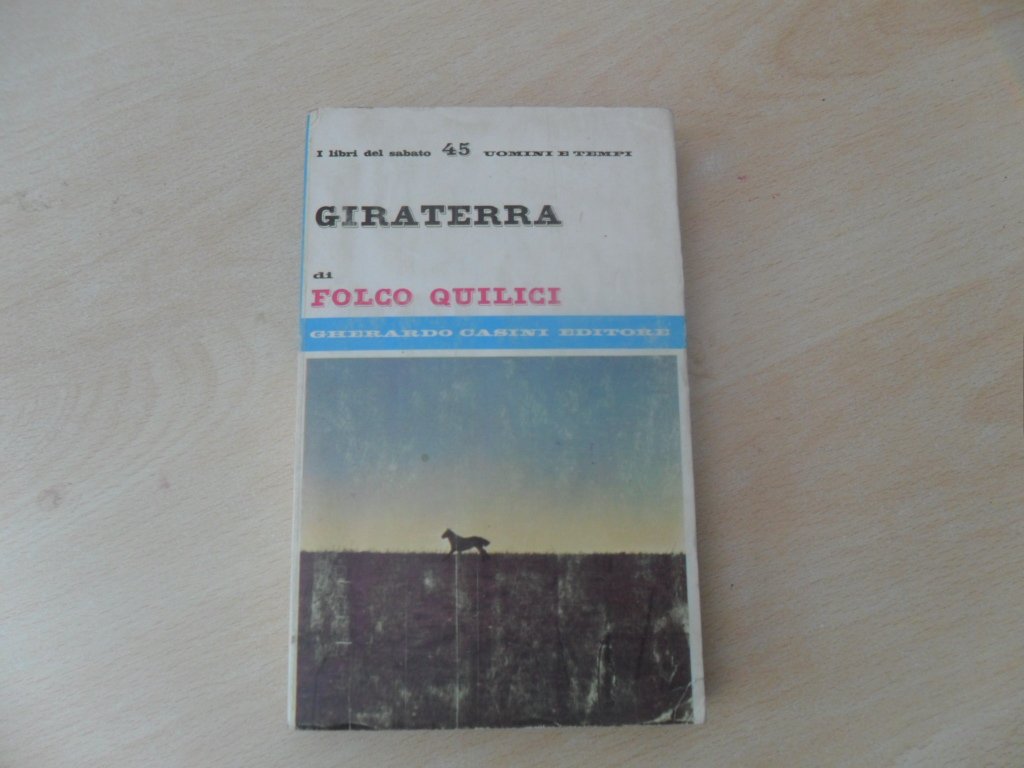 I libri del sabato 45 UOMINI E TEMPI
GIRATERRA
di
FOLCO QUILICI
GHERARDO CASINI EDITORE